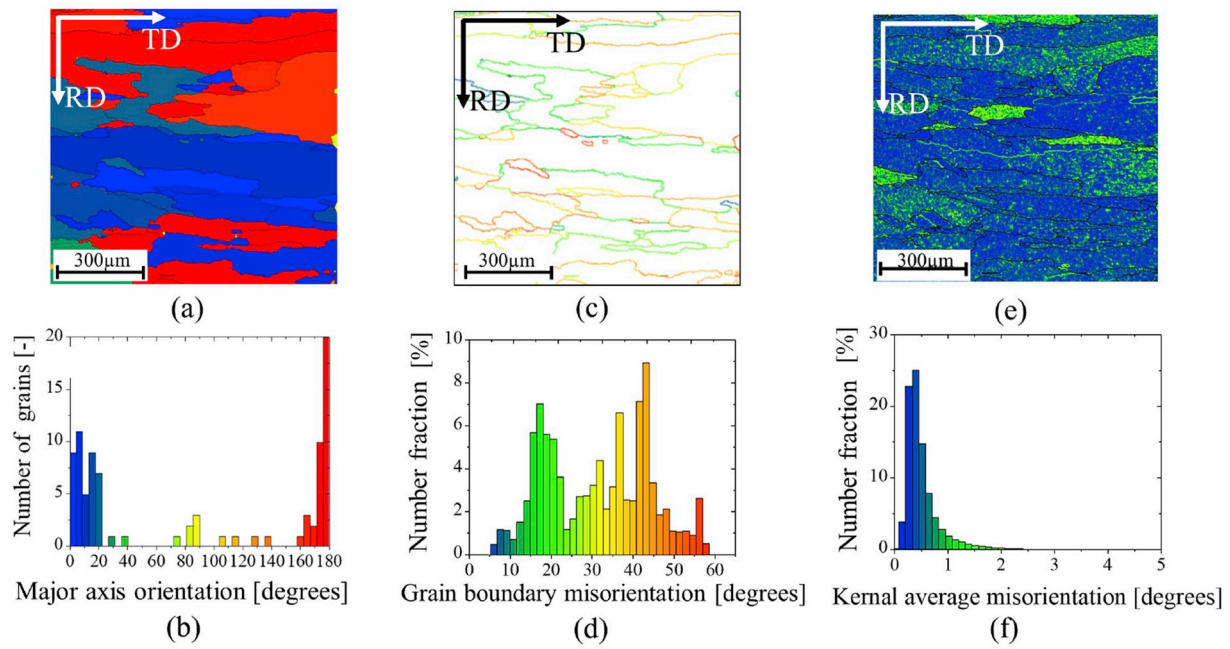 TD
RD
300µm
(a)
TD
RD
300µm
(c)
TD
RD
300µm
(e)
Number of grains [-]
20
15
10
5
0
0 20 40 60 80 100 120 140 160 180
Major axis orientation [degrees]
(b)
Number fraction [%]
10
8
6
4
2
0
10 20 30 40 50 60
Grain boundary misorientation [degrees]
(d)
Number fraction [%]
30
20
10
0
0 1 2 3 4 5
Kernal average misorientation [degrees]
(f)